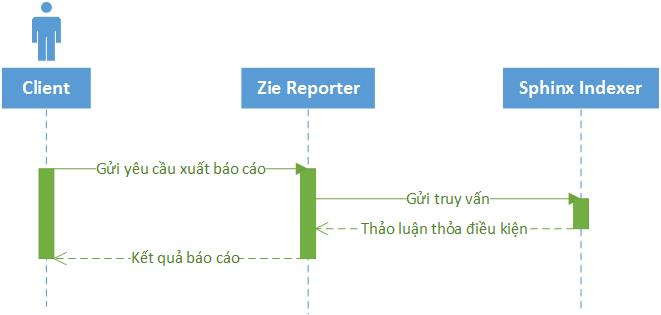 Client
Zie Reporter
Sphinx Indexer
Gửi yêu cầu xuất báo cáo
Gửi truy vấn
Thảo luận thỏa điều kiện
Kết quả báo cáo